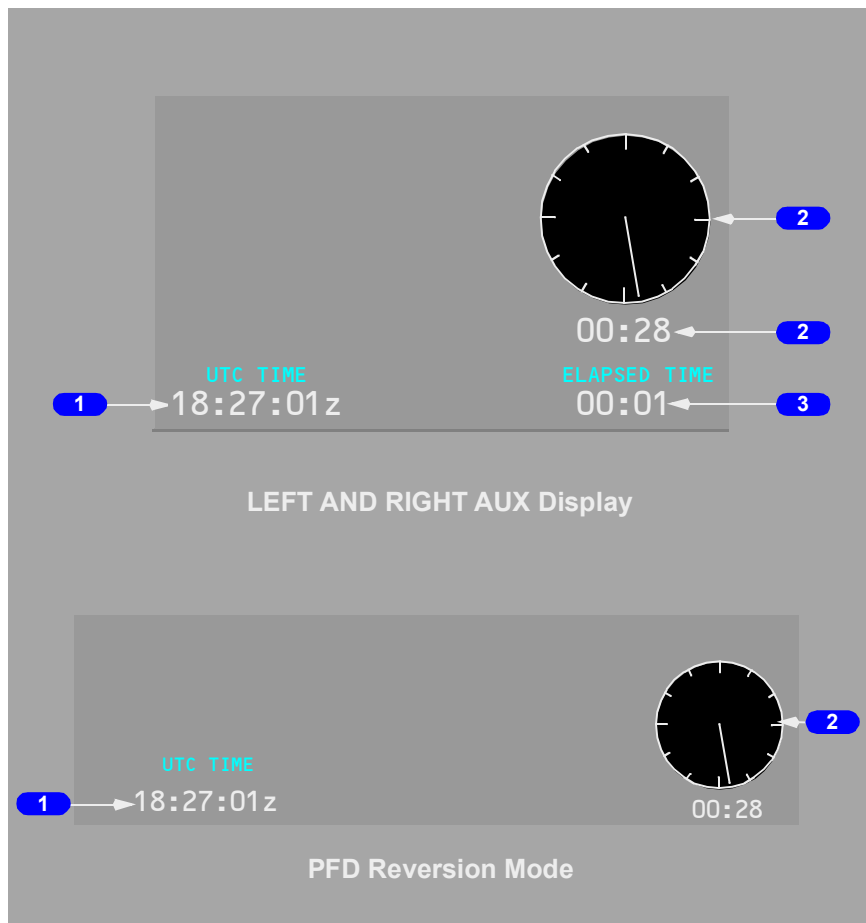 2
00:28
2
UTC TIME
ELAPSED TIME
1
18:27:01z
00:01
3
LEFT AND RIGHT AUX Display
2
UTC TIME
1
18:27:01z
00:28
PFD Reversion Mode